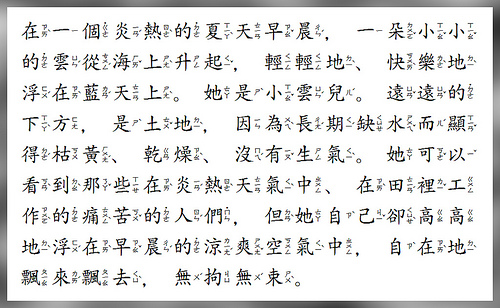 在一個炎熱的夏天早晨，一朵小小
的雲從海上升起，輕輕地、快樂地
浮在藍天上。她是小雲兒。遠遠的
下方，是土地，因為長期缺水而顯
得枯黃、乾燥、沒有生氣。她可以
看到那些在炎熱天氣中、在田裡工
作的痛苦的人們，但她自己卻高高
地浮在早晨的涼爽空氣中，自在地
飄來飄去，無拘無束。